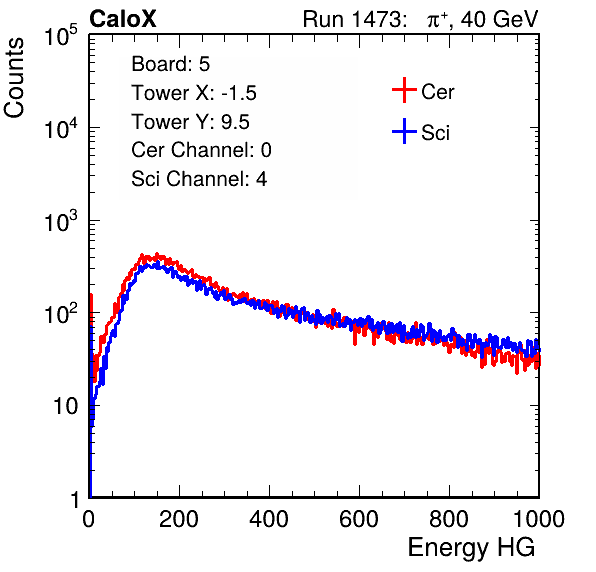 CaloX Run 1473: π⁺, 40 GeV
Counts
10⁵
10⁴
10³
10²
10
1
Board: 5
Tower X: -1.5
Tower Y: 9.5
Cer Channel: 0
Sci Channel: 4
Cer
Sci
0 200 400 600 800 1000
Energy HG